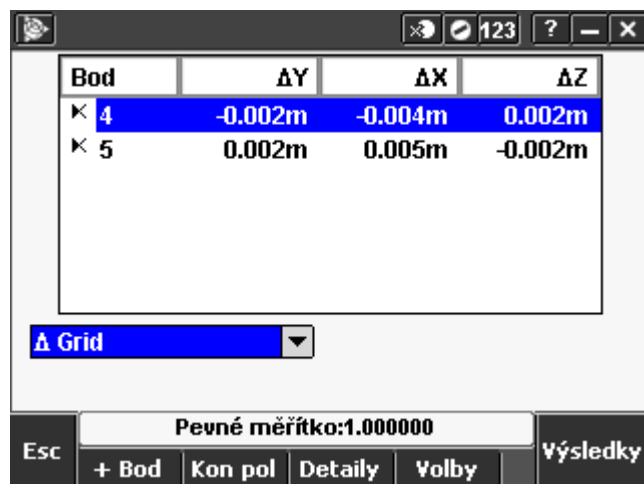 123 ?
Bod ΔY ΔX ΔZ
4 -0.002m -0.004m 0.002m
5 0.002m 0.005m -0.002m
Δ Grid
Pevné měřítko:1.000000
Esc + Bod Kon pol Detaily Volby Výsledky